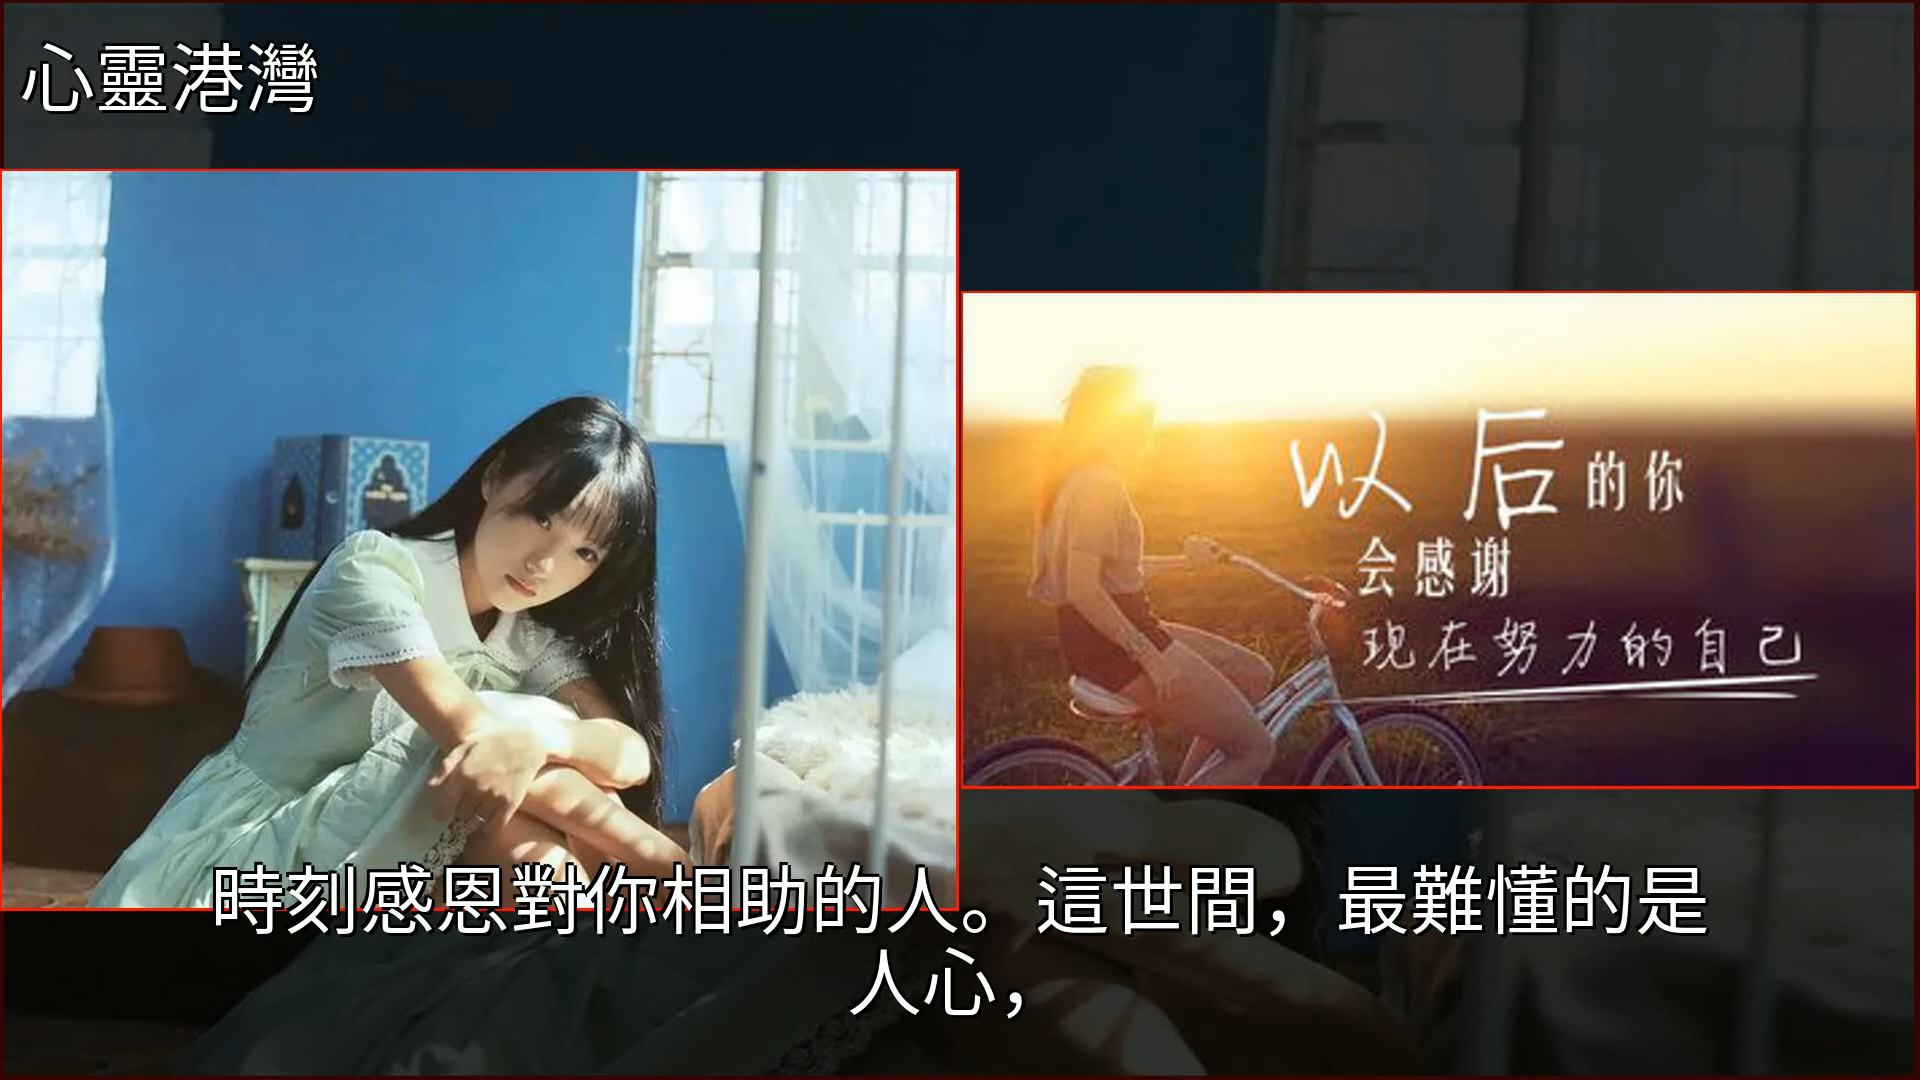 心靈港灣
以后的你
会感谢
现在努力的自己
時刻感恩對你相助的人。這世間，最難懂的是
人心，